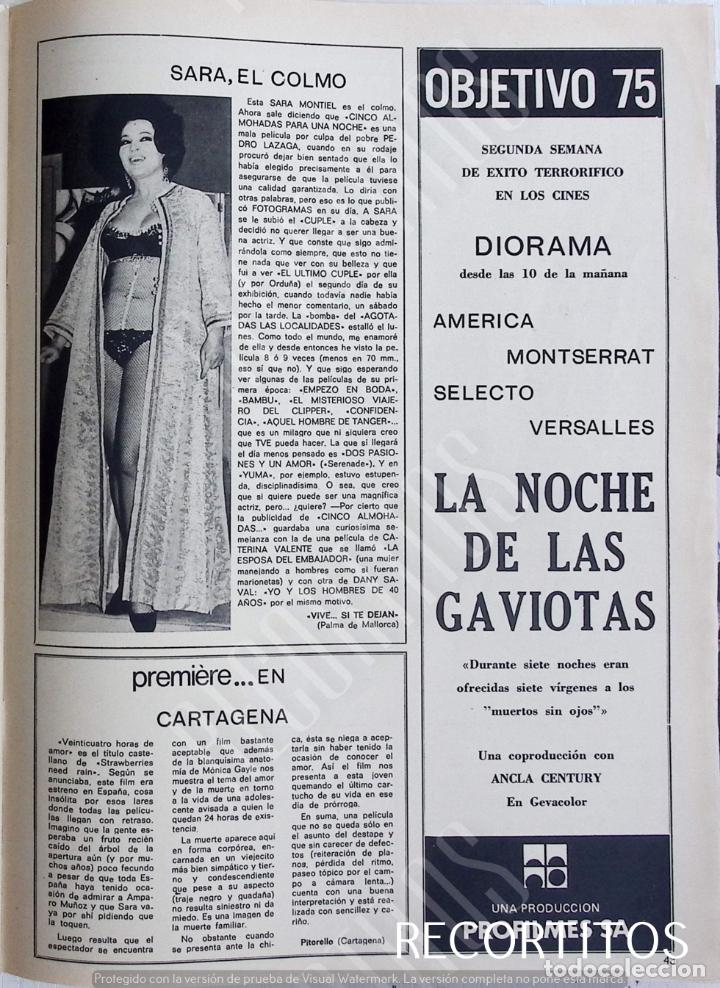 SARA, EL COLMO
Esta SARA MONTIEL es el colmo.
Ahora sale diciendo que «CINCO AL-
MOHADAS PARA UNA NOCHE» es una
mala película por culpa del pobre PE-
DRO LAZAGA, cuando en su rodaje
procuró dejar bien sentado que ella lo
había elegido precisamente a él para
asegurarse de que la película tuviese
una calidad garantizada. Lo diría con
otras palabras, pero eso es lo que publi-
có FOTOGRAMAS en su día. A SARA
se le subió el «CUPLE» a la cabeza y
decidió no querer llegar a ser una bue-
na actriz. Y que conste que sigo admi-
rándola como siempre, que esto no tie-
ne nada que ver con su belleza y que
fui a ver «EL ULTIMO CUPLE» por ella
(y por Orduña) el segundo día de su
exhibición, cuando todavía nadie había
hecho el menor comentario, un sábado
por la tarde. La «bomba» del «AGOTA-
DAS LAS LOCALIDADES» estalló el lu-
nes. Como todo el mundo, me enamoré
de ella y desde entonces he visto la pe-
lícula 8 ó 9 veces (menos en 70 mm.,
eso sí que no). Y que sigo esperando
ver algunas de las películas de su pri-
mera época: «EMPEZO EN BODA»,
«BAMBU», «EL MISTERIOSO VIAJE-
RO DEL CLIPPER», «CONFIDEN-
CIA», «AQUEL HOMBRE DE TANGER»...
que es un milagro que ni siquiera creo
que TVE pueda hacer. La que sí llegará
el día menos pensado es «DOS PASIO-
NES Y UN AMOR» («Serenade»). Y en
«YUMA», por ejemplo, estuvo estupen-
da, disciplinadísima. O sea, que creo
que si quiere puede ser una magnífica
actriz, pero... ¿quiere? —Por cierto que
la publicidad de «CINCO ALMOHA-
DAS...» guardaba una curiosísima se-
mejanza con la de una película de CA-
TERINA VALENTE que se llamó «LA
ESPOSA DEL EMBAJADOR» (una mujer
manejando a hombres como si fueran
marionetas) y con otra de DANY SA-
VAL: «YO Y LOS HOMBRES DE 40
AÑOS» por el mismo motivo.
«VIVE... SI TE DEJAN»
(Palma de Mallorca)
première... EN
CARTAGENA
«Veinticuatro horas de
amor» es el título caste-
llano de «Strawberries
need rain». Según se
anunciaba, este film era
estreno en España, cosa
insólita por esos lares
donde todas las pelícu-
las llegan con retraso.
Imagino que la gente es-
peraba un fruto recién
caído del árbol de la
apertura aún (y por mu-
chos años) poco fecundo
a pesar de que toda Es-
paña haya tenido oca-
sión de admirar a Ampa-
ro Muñoz y que Sara va-
ya por ahí pidiendo que
la toquen.
Luego resulta que el
espectador se encuentra
con un film bastante
aceptable que además
de la blanquísima anato-
mía de Mónica Gayle nos
muestra el tema del amor
y de la muerte en torno
a la vida de una adoles-
cente avisada a quien le
quedan 24 horas de exis-
tencia.
La muerte aparece aquí
en forma corpórea, en-
carnada en un viejecito
más bien simpático y tier-
no y condescendiente
que pese a su aspecto
(traje negro y guadaña)
no resulta siniestro ni da
miedo. Es una imagen de
la muerte familiar.
No obstante cuando
se presenta ante la chi-
ca, ésta se niega a acep-
tarla sin haber tenido la
ocasión de conocer el
amor. Así el film nos
presenta a esta joven
quemando el último car-
tucho de su vida en ese
día de prórroga.
En suma, una película
que no se queda sólo en
el asunto del destape y
que sin carecer de defec-
tos (reiteración de pla-
nos, pérdida del ritmo,
paseo tópico por el cam-
po a cámara lenta...)
cuenta con una buena
interpretación y está rea-
lizada con sencillez y ca-
riño.
Pitorello (Cartagena)
OBJETIVO 75
SEGUNDA SEMANA
DE EXITO TERRORIFICO
EN LOS CINES
DIORAMA
desde las 10 de la mañana
AMERICA
MONTSERRAT
SELECTO
VERSALLES
LA NOCHE
DE LAS
GAVIOTAS
«Durante siete noches eran
ofrecidas siete vírgenes a los
"muertos sin ojos"»
Una coproducción con
ANCLA CENTURY
En Gevacolor
UNA PRODUCCION
PROFILMES SA
RECORTITOS
todocoleccion
Protegido con la versión de prueba de Visual Watermark. La versión completa no pone esta marca.